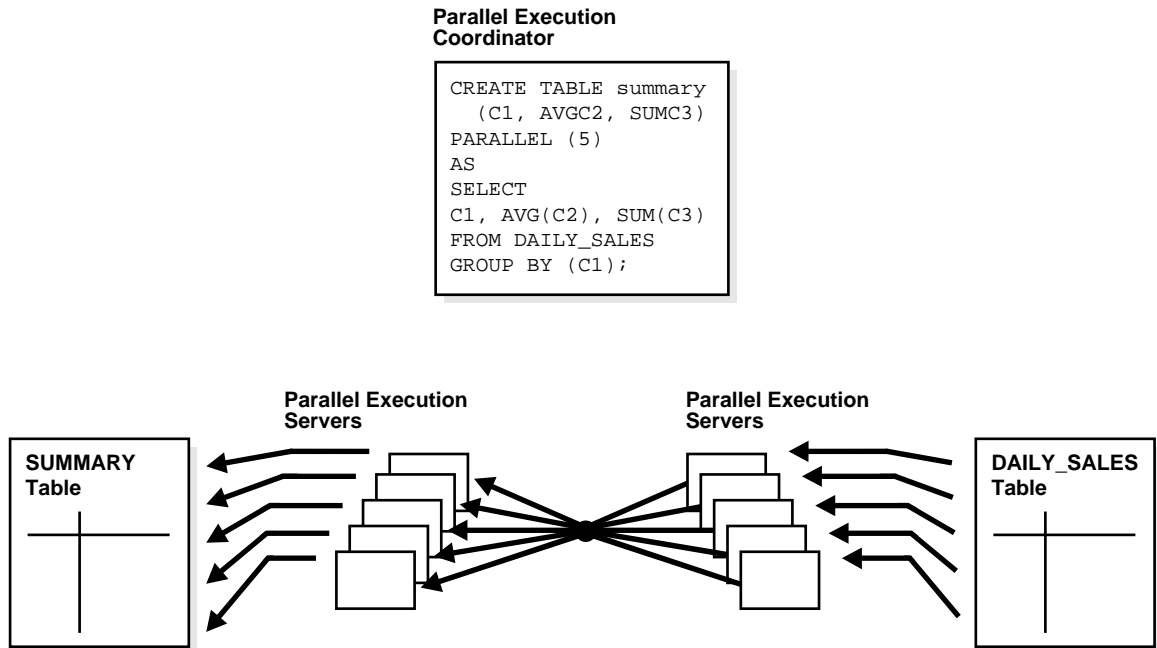 Parallel Execution
Coordinator
CREATE TABLE summary
(C1, AVGC2, SUMC3)
PARALLEL (5)
AS
SELECT
C1, AVG(C2), SUM(C3)
FROM DAILY_SALES
GROUP BY (C1);
Parallel Execution
Servers
Parallel Execution
Servers
SUMMARY
Table
DAILY_SALES
Table